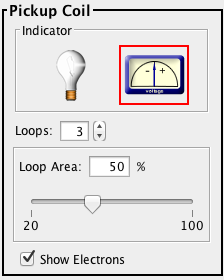 Pickup Coil
Indicator
- +
voltage
Loops: 3
Loop Area: 50 %
20 100
Show Electrons